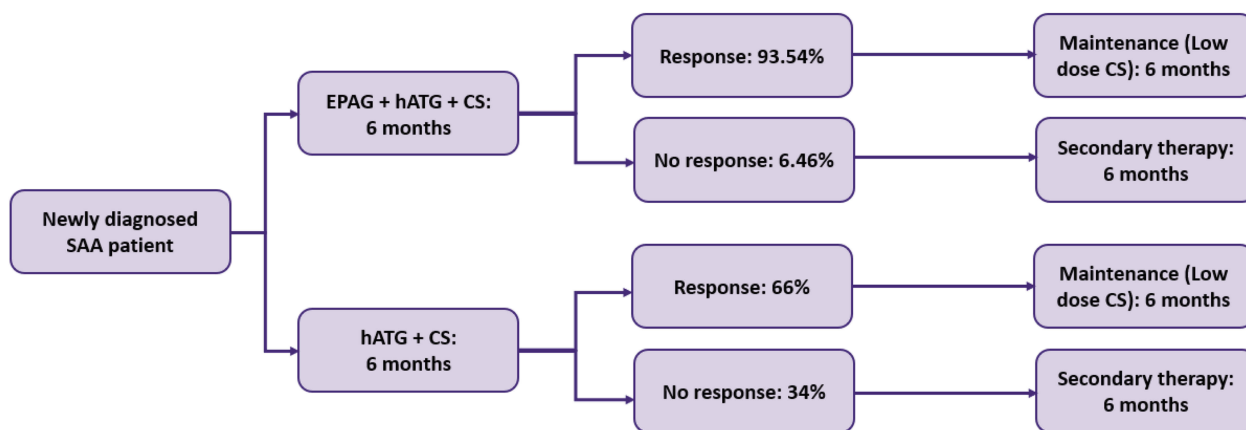 Newly diagnosed
SAA patient
EPAG + hATG + CS:
6 months
Response: 93.54%
Maintenance (Low
dose CS): 6 months
No response: 6.46%
Secondary therapy:
6 months
hATG + CS:
6 months
Response: 66%
Maintenance (Low
dose CS): 6 months
No response: 34%
Secondary therapy:
6 months